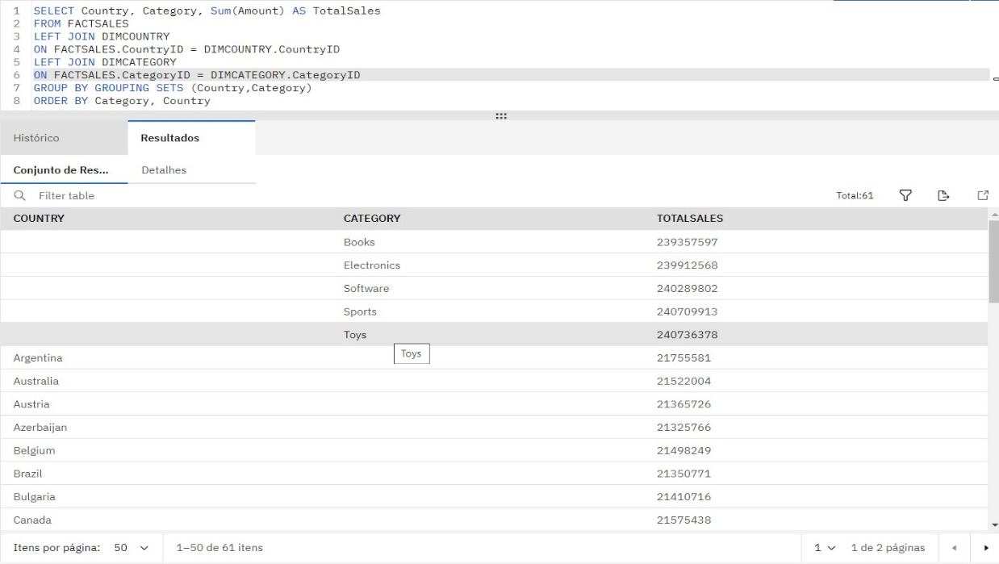 1 SELECT Country, Category, Sum(Amount) AS TotalSales
2 FROM FACTSALES
3 LEFT JOIN DIMCOUNTRY
4 ON FACTSALES.CountryID = DIMCOUNTRY.CountryID
5 LEFT JOIN DIMCATEGORY
6 ON FACTSALES.CategoryID = DIMCATEGORY.CategoryID
7 GROUP BY GROUPING SETS (Country,Category)
8 ORDER BY Category, Country
Histórico Resultados
Conjunto de Res... Detalhes
Filter table Total:61
COUNTRY CATEGORY TOTALSALES
Books 239357597
Electronics 239912568
Software 240289802
Sports 240709913
Toys 240736378
Toys
Argentina 21755581
Australia 21522004
Austria 21365726
Azerbaijan 21325766
Belgium 21498249
Brazil 21350771
Bulgaria 21410716
Canada 21575438
Itens por página: 50 1–50 de 61 itens 1 1 de 2 páginas